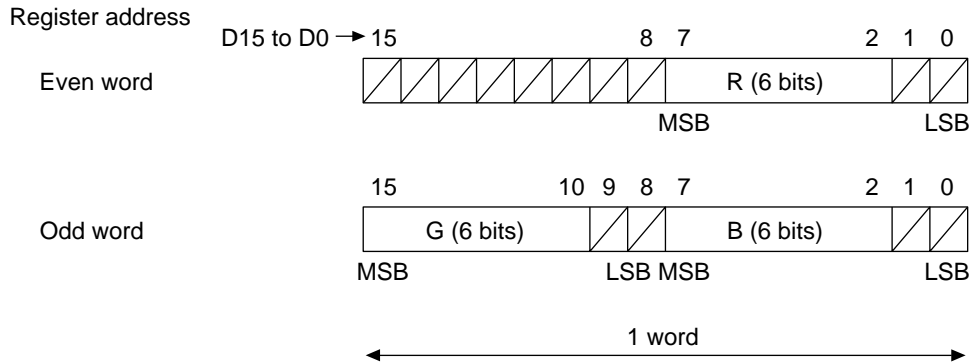 Register address
D15 to D0 → 15 8 7 2 1 0
Even word R (6 bits)
MSB LSB
15 10 9 8 7 2 1 0
Odd word G (6 bits) B (6 bits)
MSB LSB MSB LSB
1 word